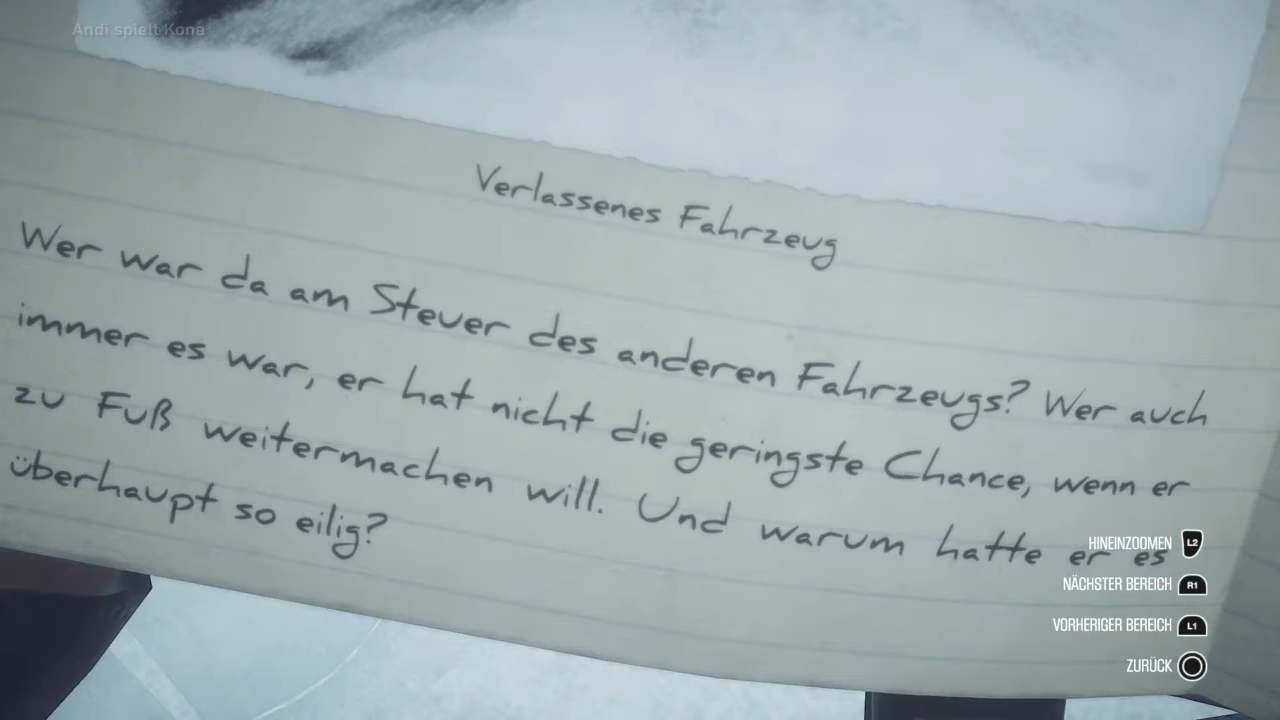 Andi spielt Kona
Verlassenes Fahrzeug
Wer war da am Steuer des anderen Fahrzeugs? Wer auch
immer es war, er hat nicht die geringste Chance, wenn er
zu Fuß weitermachen will. Und warum hatte er es
überhaupt so eilig?
HINEINZOOMEN L2
NÄCHSTER BEREICH R1
VORHERIGER BEREICH L1
ZURÜCK